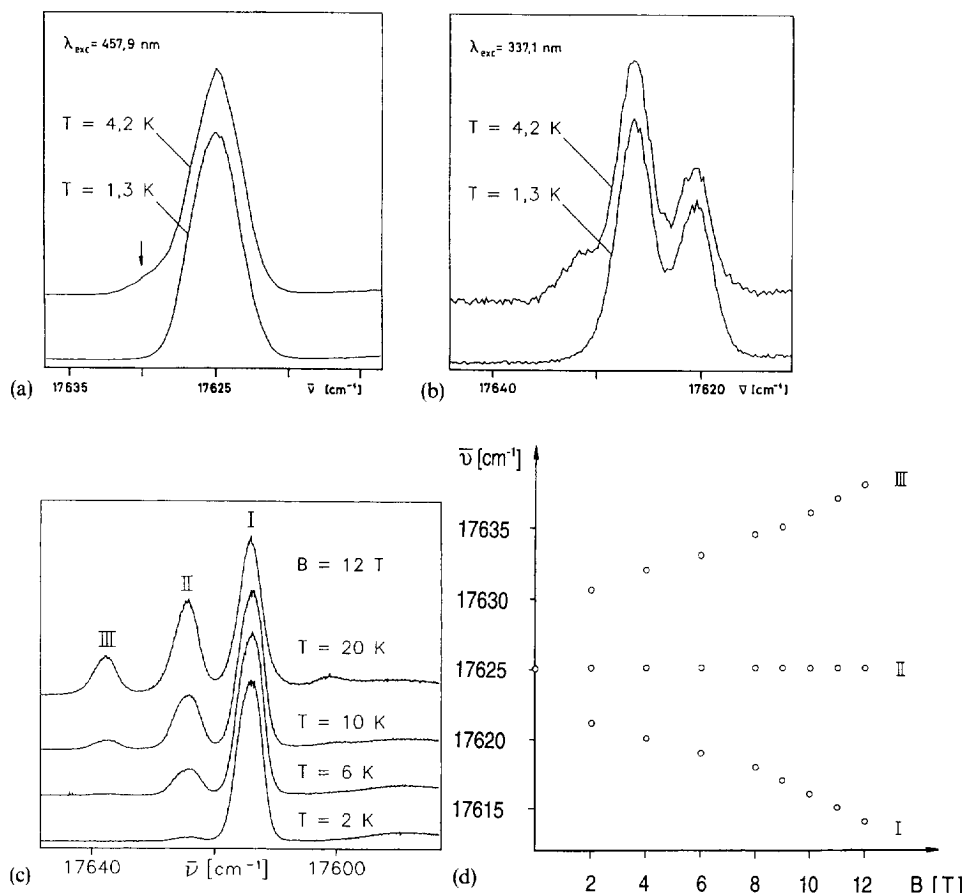 λexc = 457,9 nm
T = 4,2 K
T = 1,3 K
17635 17625 ν̄ [cm⁻¹]
(a)
λexc = 337,1 nm
T = 4,2 K
T = 1,3 K
17640 17620 ν̄ [cm⁻¹]
(b)
I
II
III
B = 12 T
T = 20 K
T = 10 K
T = 6 K
T = 2 K
17640 ν̄ [cm⁻¹] 17600
(c)
ῡ [cm⁻¹]
III
17635
17630
17625
II
17620
17615
I
2 4 6 8 10 12 B [T]
(d)